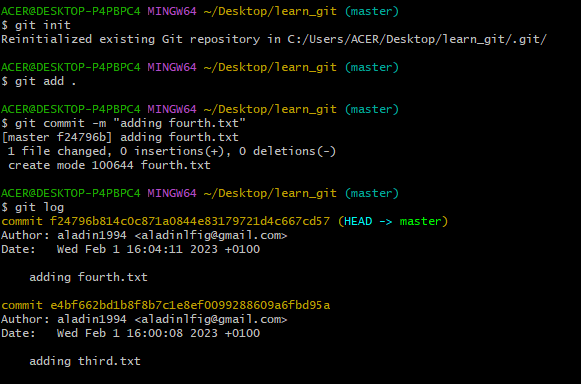 ACER@DESKTOP-P4PBPC4 MINGW64 ~/Desktop/learn_git (master)
$ git init
Reinitialized existing Git repository in C:/Users/ACER/Desktop/learn_git/.git/
ACER@DESKTOP-P4PBPC4 MINGW64 ~/Desktop/learn_git (master)
$ git add .
ACER@DESKTOP-P4PBPC4 MINGW64 ~/Desktop/learn_git (master)
$ git commit -m "adding fourth.txt"
[master f24796b] adding fourth.txt
 1 file changed, 0 insertions(+), 0 deletions(-)
 create mode 100644 fourth.txt
ACER@DESKTOP-P4PBPC4 MINGW64 ~/Desktop/learn_git (master)
$ git log
commit f24796b814c0c871a0844e83179721d4c667cd57 (HEAD -> master)
Author: aladin1994 <aladinlfig@gmail.com>
Date:   Wed Feb 1 16:04:11 2023 +0100
    adding fourth.txt
commit e4bf662bd1b8f8b7c1e8ef0099288609a6fbd95a
Author: aladin1994 <aladinlfig@gmail.com>
Date:   Wed Feb 1 16:00:08 2023 +0100
    adding third.txt